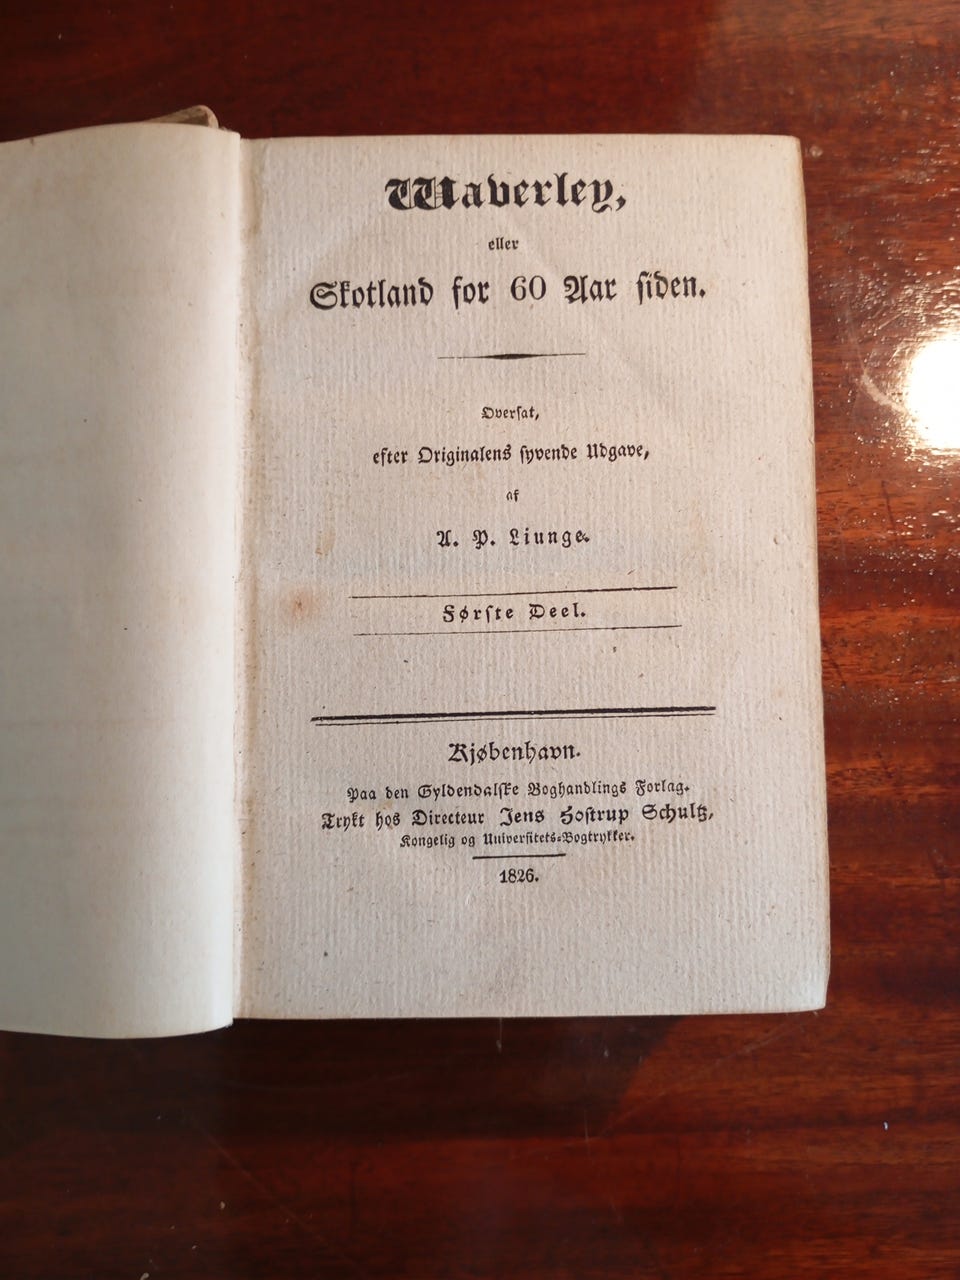 Waverley,
eller
Skotland for 60 Aar siden.
Oversat,
efter Originalens syvende Udgave,
af
A. P. Liunge.
Første Deel.
Kjøbenhavn.
Paa den Gyldendalske Boghandlings Forlag.
Trykt hos Directeur Jens Hostrup Schultz,
Kongelig og Universitets-Bogtrykker.
1826.